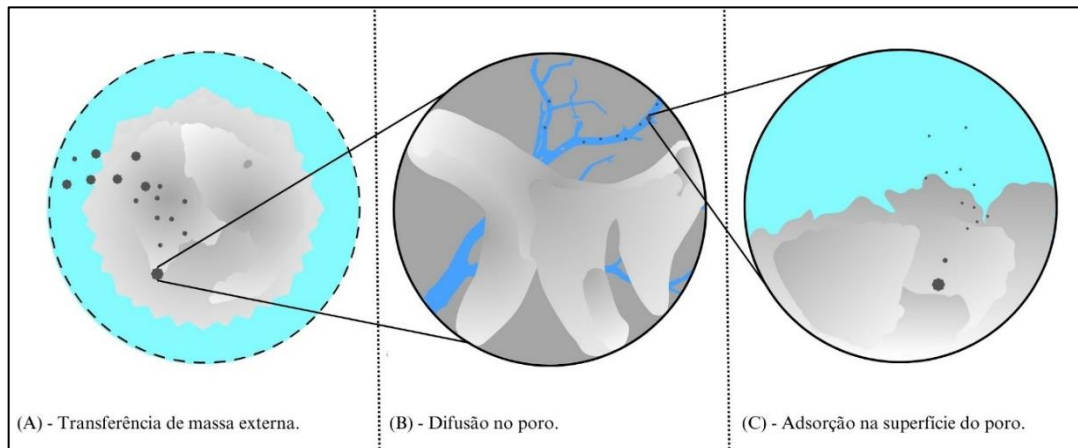 (A) - Transferência de massa externa.
(B) - Difusão no poro.
(C) - Adsorção na superfície do poro.